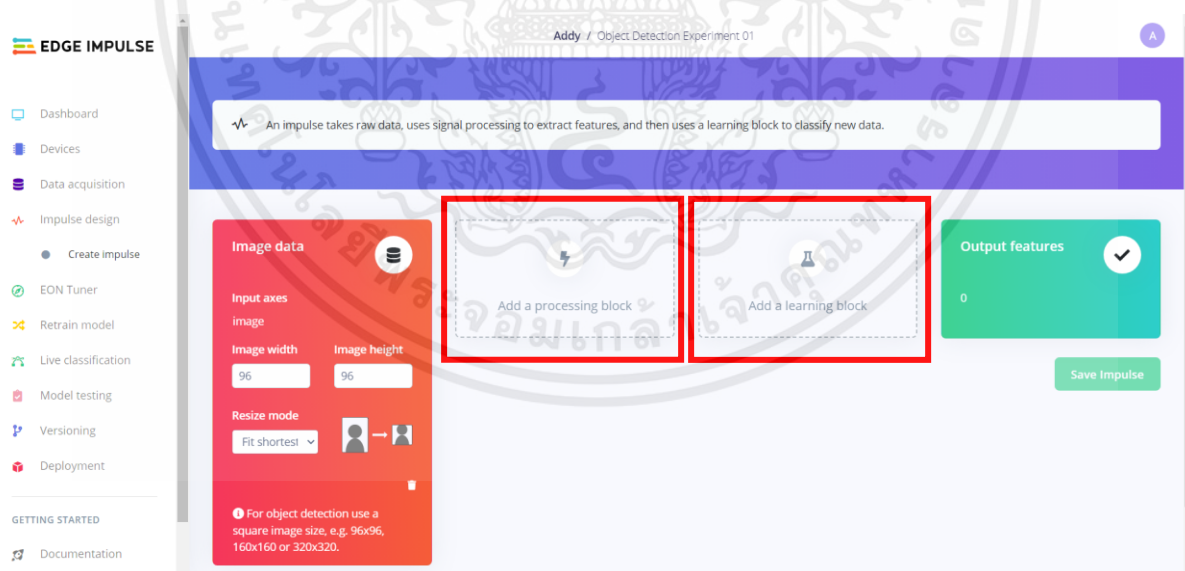 EDGE IMPULSE
Addy / Object Detection Experiment 01
A
Dashboard
Devices
Data acquisition
Impulse design
Create impulse
EON Tuner
Retrain model
Live classification
Model testing
Versioning
Deployment
GETTING STARTED
Documentation
An impulse takes raw data, uses signal processing to extract features, and then uses a learning block to classify new data.
Image data
Input axes
image
Image width Image height
96 96
Resize mode
Fit shortest
For object detection use a
square image size, e.g. 96x96,
160x160 or 320x320.
Add a processing block
Add a learning block
Output features
0
Save Impulse